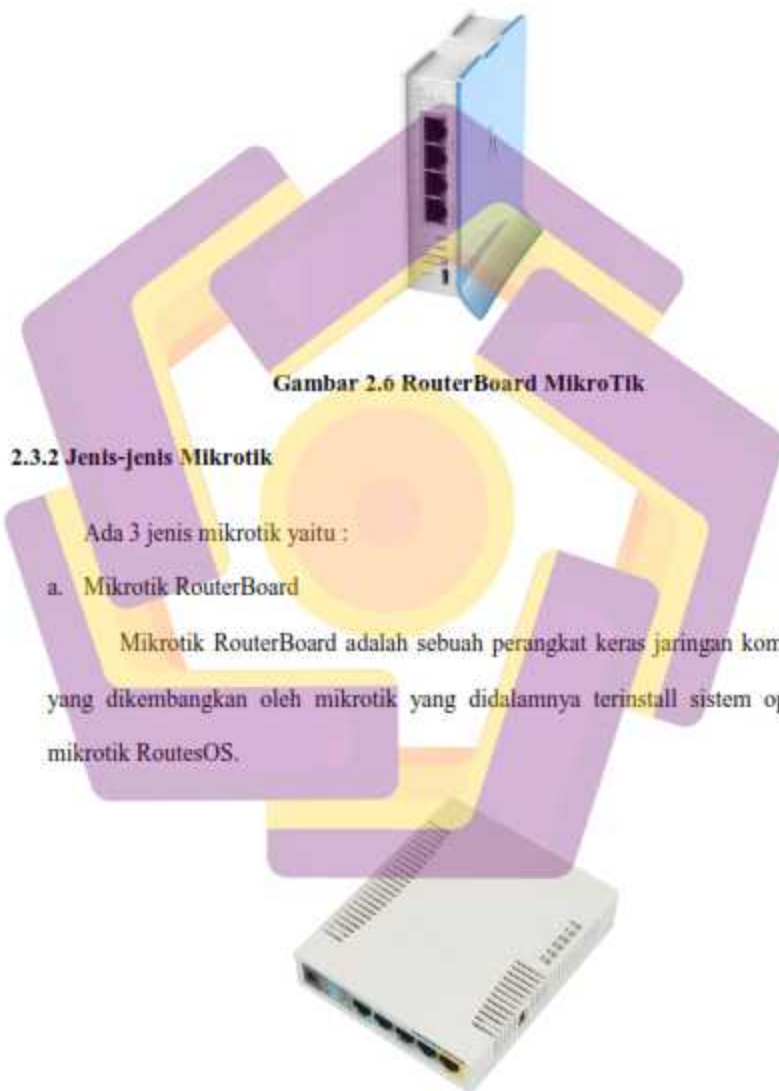 Gambar 2.6 RouterBoard MikroTik
2.3.2 Jenis-jenis Mikrotik
Ada 3 jenis mikrotik yaitu :
a. Mikrotik RouterBoard
Mikrotik RouterBoard adalah sebuah perangkat keras jaringan kom
yang dikembangkan oleh mikrotik yang didalamnya terinstall sistem op
mikrotik RoutesOS.